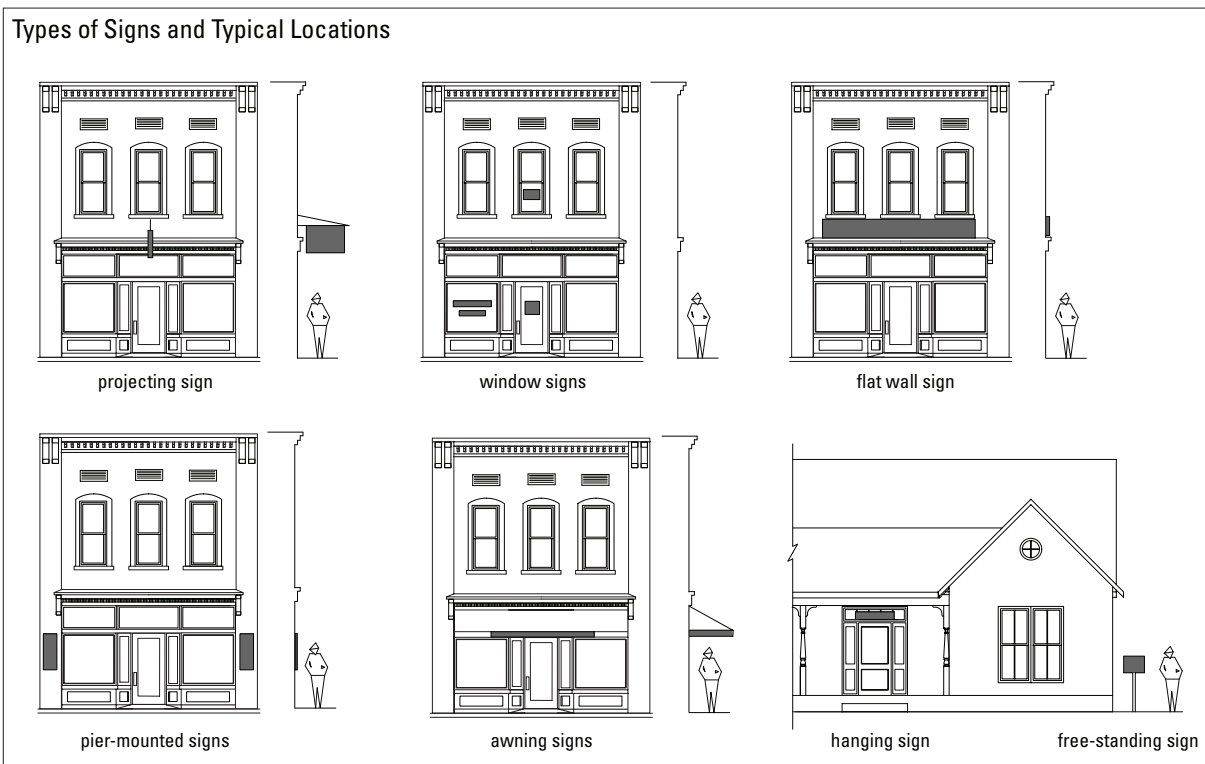 Types of Signs and Typical Locations
projecting sign
window signs
flat wall sign
pier-mounted signs
awning signs
hanging sign
free-standing sign